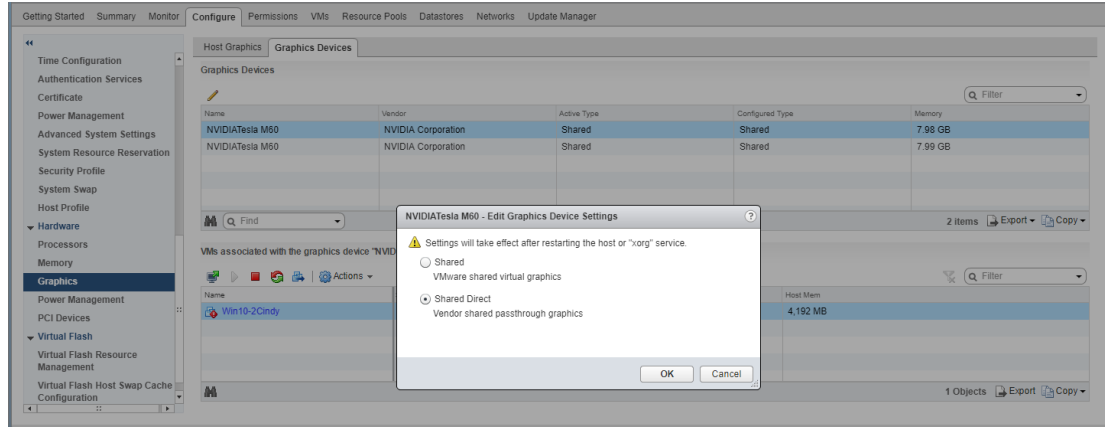 Getting Started Summary Monitor Configure Permissions VMs Resource Pools Datastores Networks Update Manager
Time Configuration
Authentication Services
Certificate
Power Management
Advanced System Settings
System Resource Reservation
Security Profile
System Swap
Host Profile
Hardware
Processors
Memory
Graphics
Power Management
PCI Devices
Virtual Flash
Virtual Flash Resource
Management
Virtual Flash Host Swap Cache
Configuration
Host Graphics Graphics Devices
Graphics Devices
Filter
Name Vendor Active Type Configured Type Memory
NVIDIATesla M60 NVIDIA Corporation Shared Shared 7.98 GB
NVIDIATesla M60 NVIDIA Corporation Shared Shared 7.99 GB
Find 2 items Export Copy
VMs associated with the graphics device "NVID
Actions Filter
Name Host Mem
Win10-2Cindy 4,192 MB
1 Objects Export Copy
NVIDIATesla M60 - Edit Graphics Device Settings ?
Settings will take effect after restarting the host or "xorg" service.
Shared
VMware shared virtual graphics
Shared Direct
Vendor shared passthrough graphics
OK Cancel